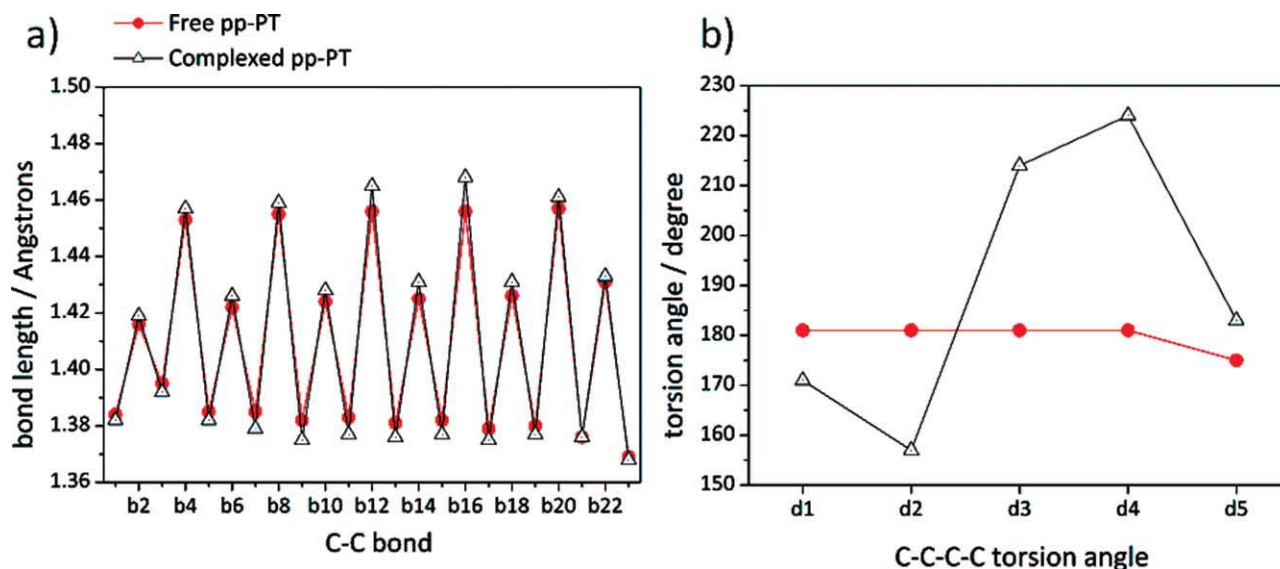 a)
Free pp-PT
Complexed pp-PT
bond length / Angstrons
1.50
1.48
1.46
1.44
1.42
1.40
1.38
1.36
b2 b4 b6 b8 b10 b12 b14 b16 b18 b20 b22
C-C bond
b)
torsion angle / degree
230
220
210
200
190
180
170
160
150
d1 d2 d3 d4 d5
C-C-C-C torsion angle